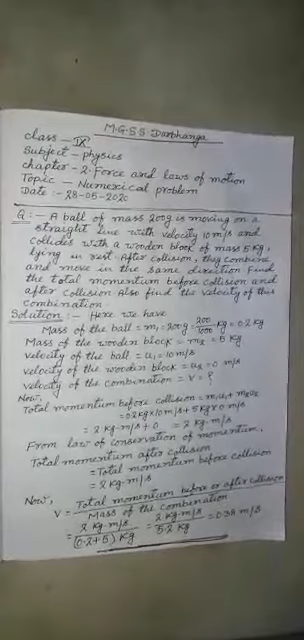 M.G.S.S Darbhanga
class - IX
Subject - physics
chapter - 2. Force and laws of motion
Topic - Numerical problem
Date :- 28-05-2020
Q:- A ball of mass 200g is moving on a
straight line with velocity 10 m/s and
collides with a wooden block of mass 5 kg,
lying in rest. After collision, they combine
and move in the same direction Find
the total momentum before collision and
after collision Also find the velocity of this
combination.
Solution :- Here we have
Mass of the ball = m₁ = 200g = 200/1000 kg = 0.2 kg
Mass of the wooden block = m₂ = 5 kg
velocity of the ball = u₁ = 10 m/s
velocity of the wooden block = u₂ = 0 m/s
velocity of the combination = V = ?
Now,
Total momentum before collision = m₁u₁ + m₂u₂
= 0.2 kg x 10 m/s + 5 kg x 0 m/s
= 2 kg.m/s + 0 = 2 kg.m/s
From law of conservation of momentum,
Total momentum after collision
= Total momentum before collision
= 2 kg.m/s
Now,
V = Total momentum before or after collision / Mass of the combination
= 2 kg.m/s / (0.2+5) kg = 2 kg.m/s / 5.2 kg = 0.38 m/s